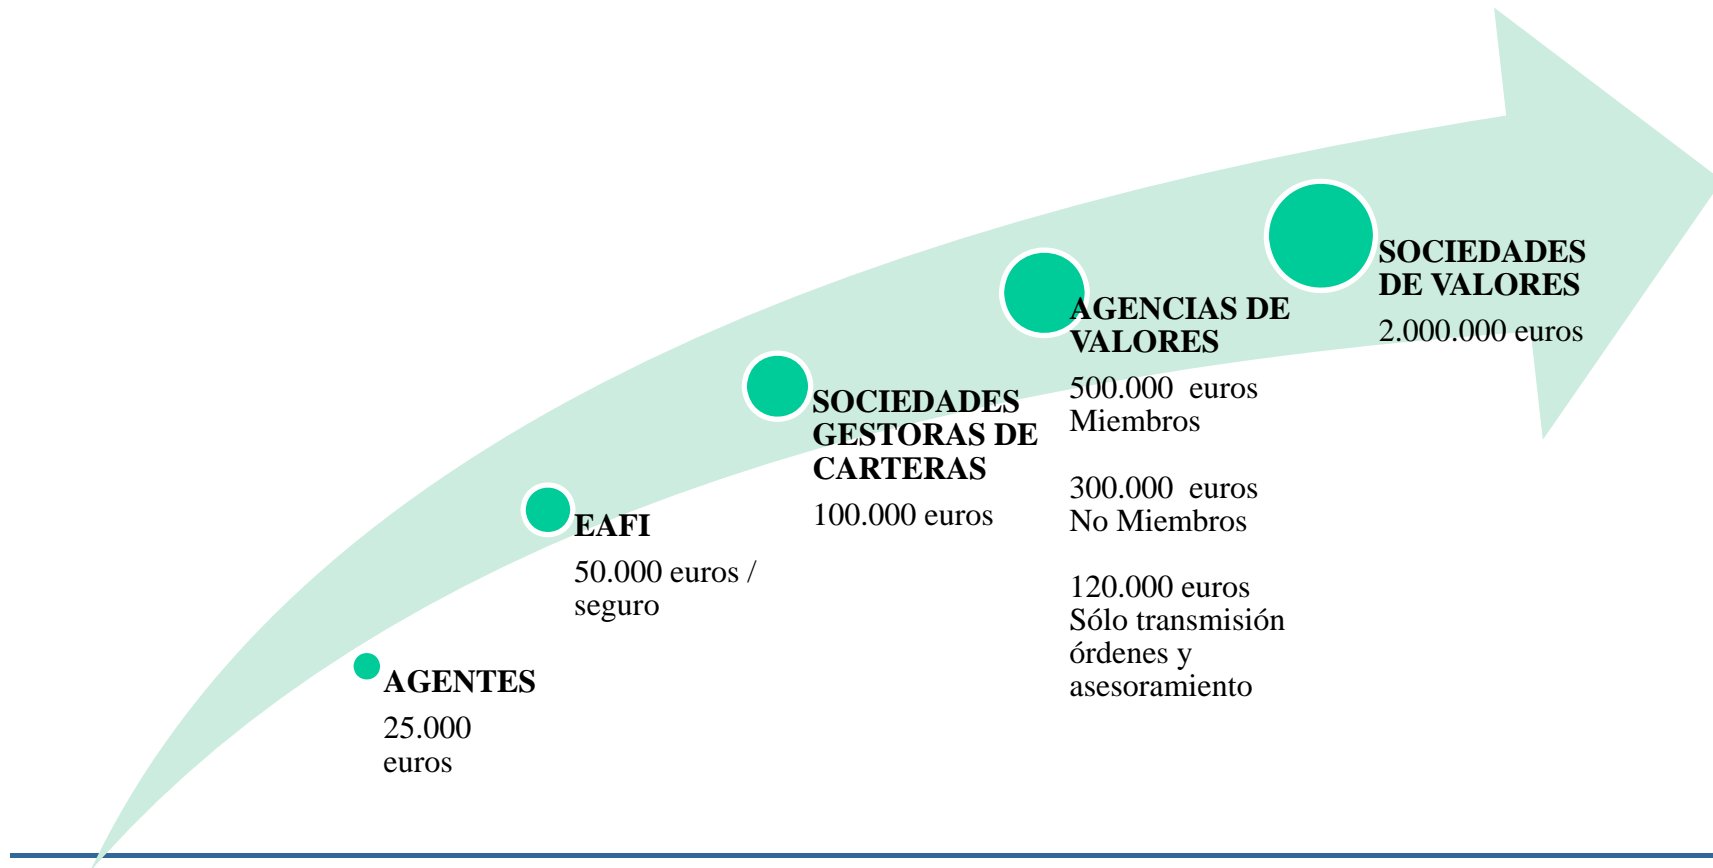 AGENTES
25.000
euros
EAFI
50.000 euros /
seguro
SOCIEDADES
GESTORAS DE
CARTERAS
100.000 euros
AGENCIAS DE
VALORES
500.000  euros
Miembros
300.000  euros
No Miembros
120.000 euros
Sólo transmisión
órdenes y
asesoramiento
SOCIEDADES
DE VALORES
2.000.000 euros